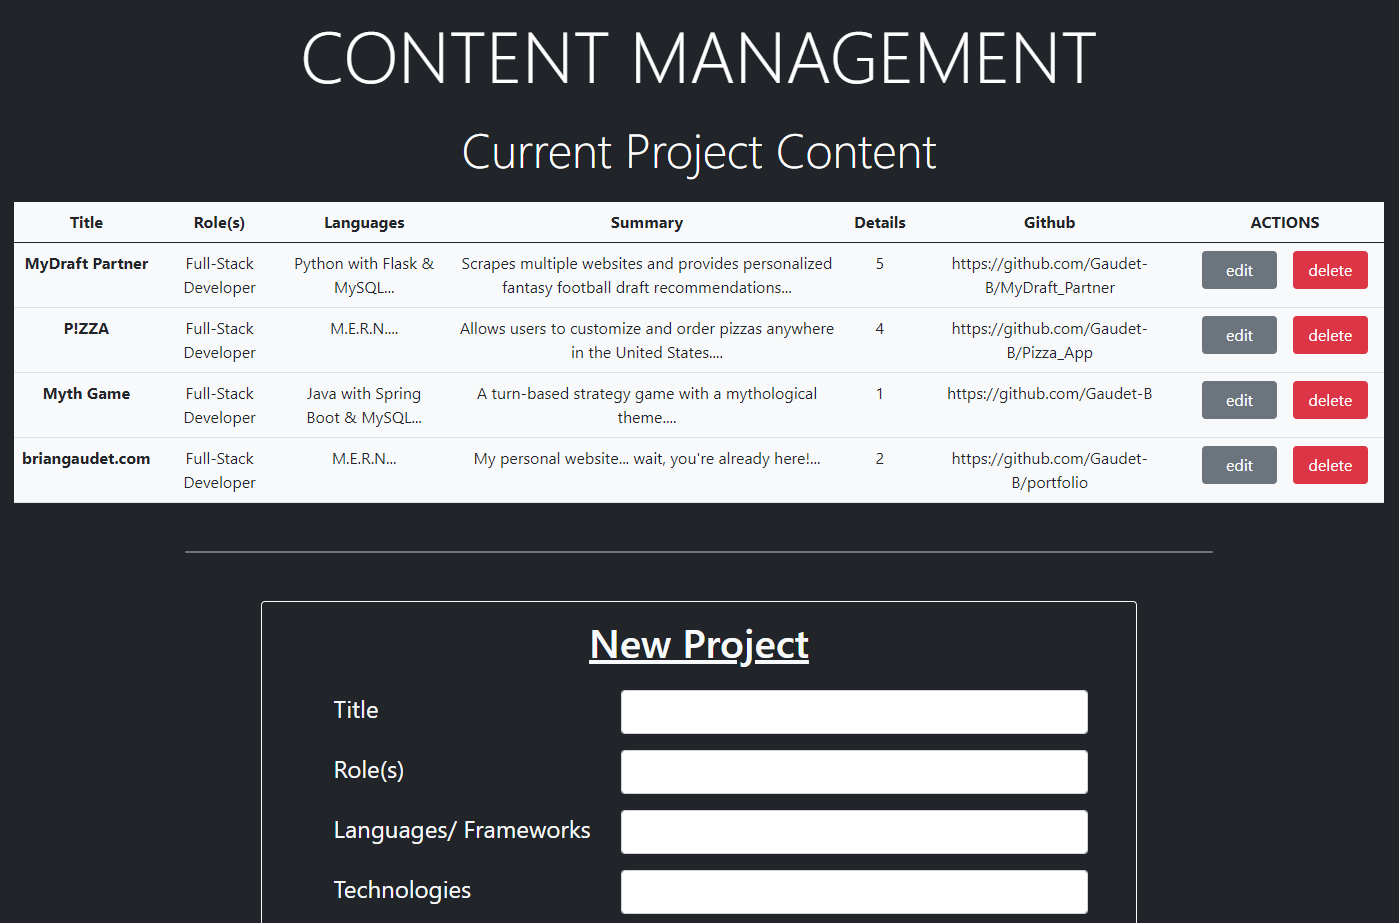 CONTENT MANAGEMENT
Current Project Content
Title Role(s) Languages Summary Details Github ACTIONS
MyDraft Partner Full-Stack Python with Flask & Scrapes multiple websites and provides personalized 5 https://github.com/Gaudet- edit delete
Developer MySQL... fantasy football draft recommendations... B/MyDraft_Partner
P!ZZA Full-Stack M.E.R.N.... Allows users to customize and order pizzas anywhere 4 https://github.com/Gaudet- edit delete
Developer in the United States.... B/Pizza_App
Myth Game Full-Stack Java with Spring A turn-based strategy game with a mythological 1 https://github.com/Gaudet-B edit delete
Developer Boot & MySQL... theme....
briangaudet.com Full-Stack M.E.R.N... My personal website... wait, you're already here!... 2 https://github.com/Gaudet- edit delete
Developer B/portfolio
New Project
Title
Role(s)
Languages/ Frameworks
Technologies